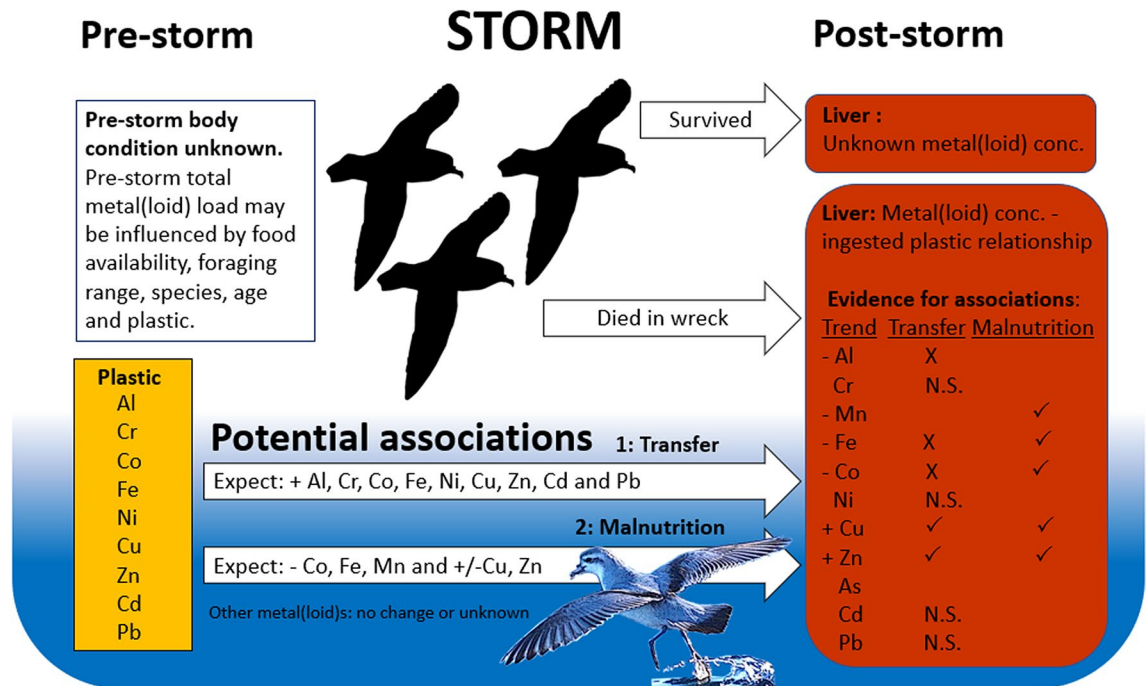 Pre-storm
STORM
Post-storm
Pre-storm body
condition unknown.
Pre-storm total
metal(loid) load may
be influenced by food
availability, foraging
range, species, age
and plastic.
Survived
Died in wreck
Liver :
Unknown metal(loid) conc.
Liver: Metal(loid) conc. -
ingested plastic relationship
Evidence for associations:
Trend Transfer Malnutrition
- Al X
Cr N.S.
- Mn ✓
- Fe X ✓
- Co X ✓
Ni N.S.
+ Cu ✓ ✓
+ Zn ✓ ✓
As
Cd N.S.
Pb N.S.
Plastic
Al
Cr
Co
Fe
Ni
Cu
Zn
Cd
Pb
Potential associations
1: Transfer
Expect: + Al, Cr, Co, Fe, Ni, Cu, Zn, Cd and Pb
2: Malnutrition
Expect: - Co, Fe, Mn and +/-Cu, Zn
Other metal(loid)s: no change or unknown